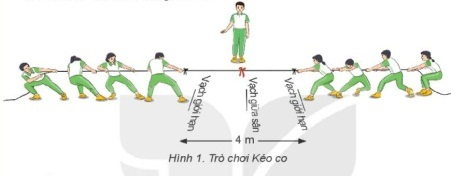 Vạch giới hạn
Vạch giữa sân
Vạch giới hạn
4 m
Hình 1. Trò chơi Kéo co